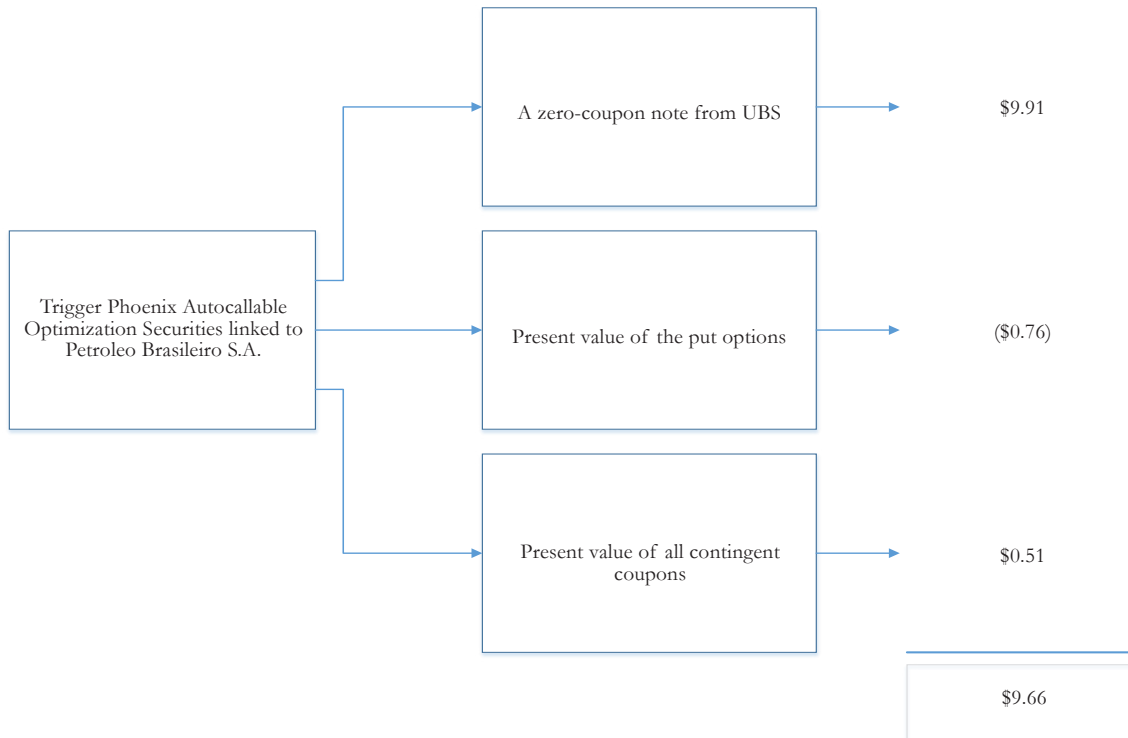 A zero-coupon note from UBS
$9.91
Trigger Phoenix Autocallable
Optimization Securities linked to
Petroleo Brasileiro S.A.
Present value of the put options
($0.76)
Present value of all contingent
coupons
$0.51
$9.66